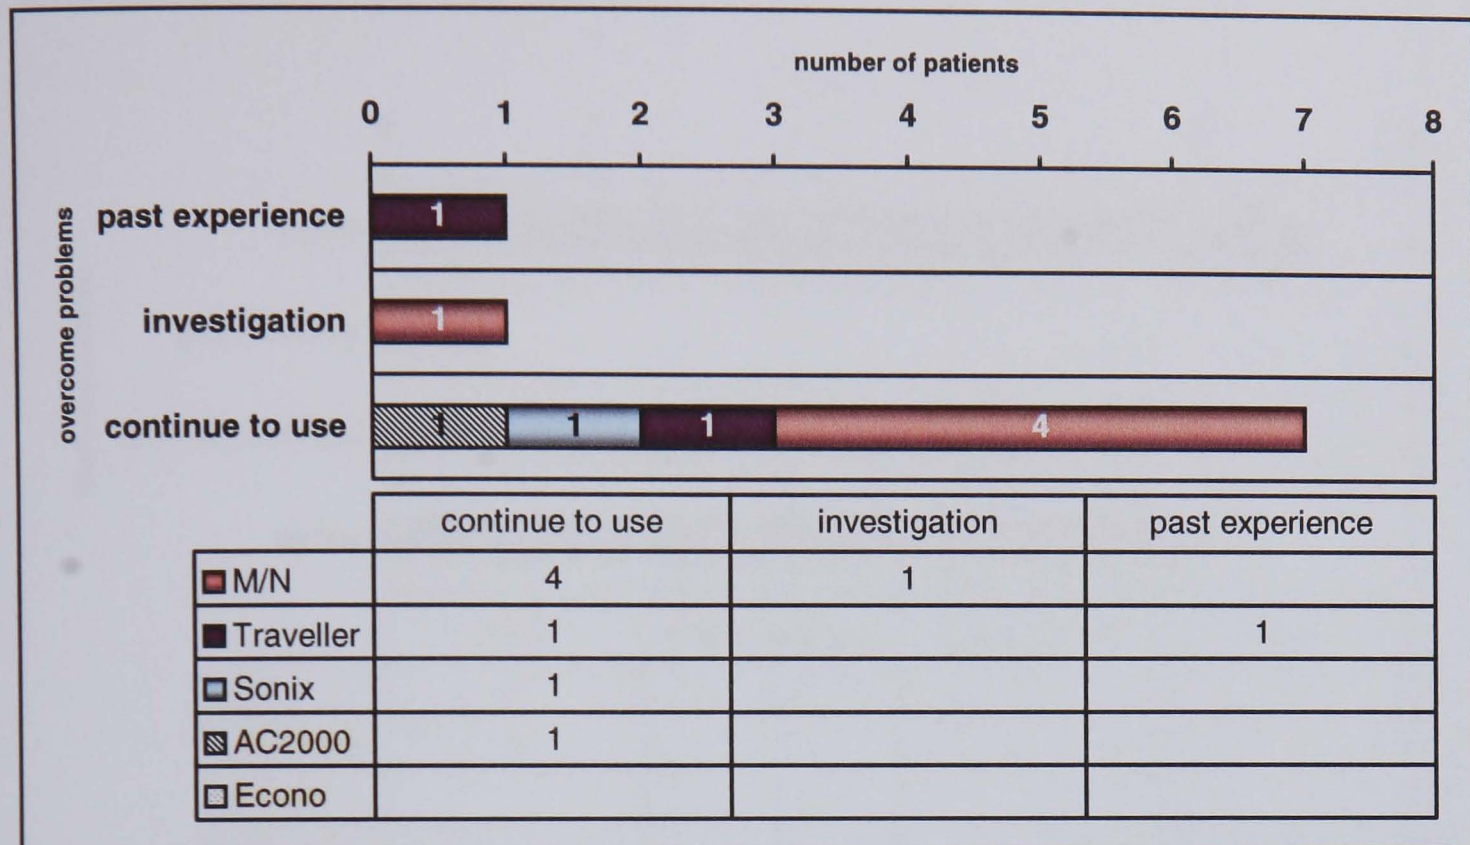 number of patients
0 1 2 3 4 5 6 7 8
overcome problems
past experience 1
investigation 1
continue to use 1 1 1 4
continue to use investigation past experience
M/N 4 1
Traveller 1 1
Sonix 1
AC2000 1
Econo